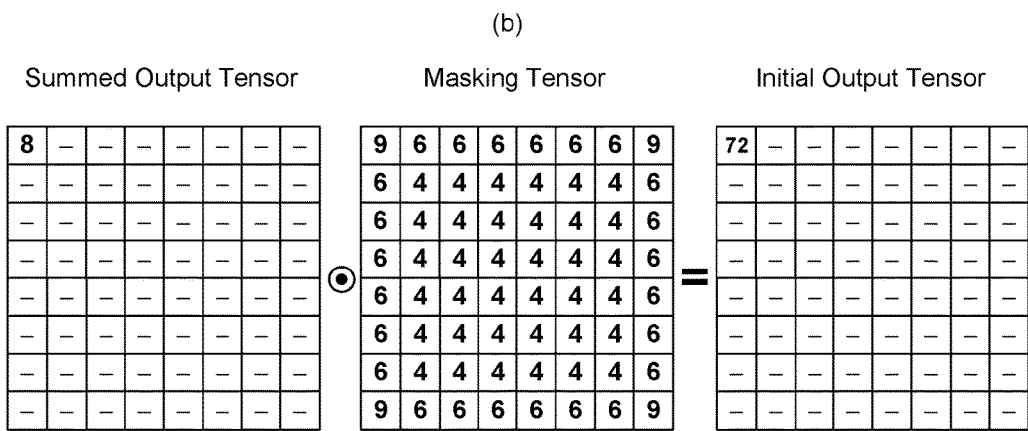 (b)
Summed Output Tensor Masking Tensor Initial Output Tensor
8 – – – – – – – 9 6 6 6 6 6 6 9 72 – – – – – – –
– – – – – – – – 6 4 4 4 4 4 4 6 – – – – – – – –
– – – – – – – – 6 4 4 4 4 4 4 6 – – – – – – – –
– – – – – – – – 6 4 4 4 4 4 4 6 – – – – – – – –
– – – – – – – – ⊙ 6 4 4 4 4 4 4 6 = – – – – – – – –
– – – – – – – – 6 4 4 4 4 4 4 6 – – – – – – – –
– – – – – – – – 6 4 4 4 4 4 4 6 – – – – – – – –
– – – – – – – – 9 6 6 6 6 6 6 9 – – – – – – – –